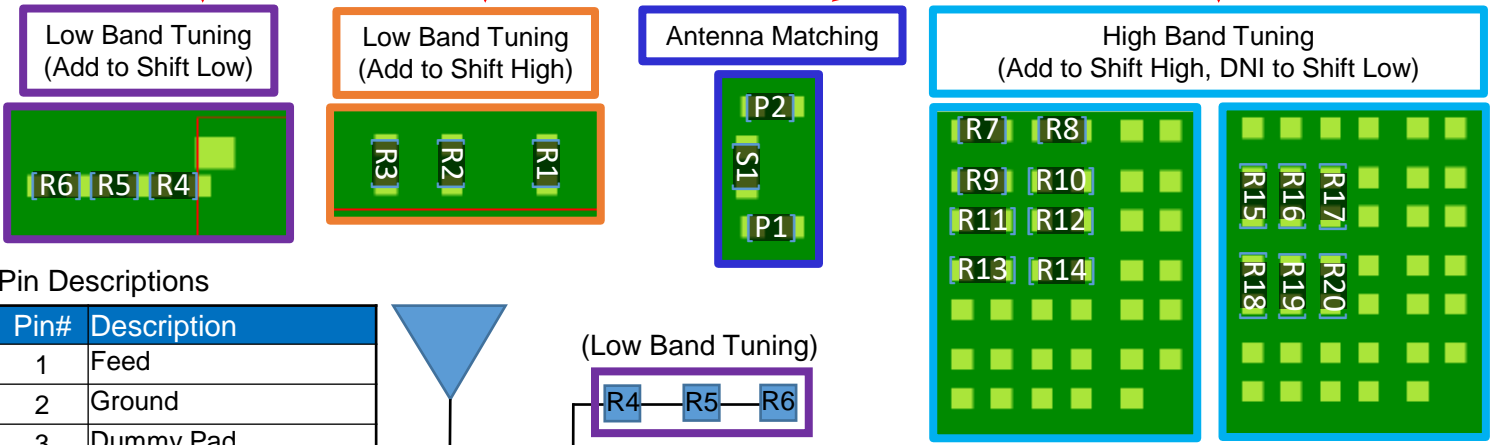 Low Band Tuning
(Add to Shift Low)
Low Band Tuning
(Add to Shift High)
Antenna Matching
High Band Tuning
(Add to Shift High, DNI to Shift Low)
R6 R5 R4
R3 R2 R1
P2
S1
P1
R7 R8
R9 R10
R11 R12
R13 R14
R15 R16 R17
R18 R19 R20
Pin Descriptions
Pin# Description
1 Feed
2 Ground
3 Dummy Pad
(Low Band Tuning)
R4 R5 R6